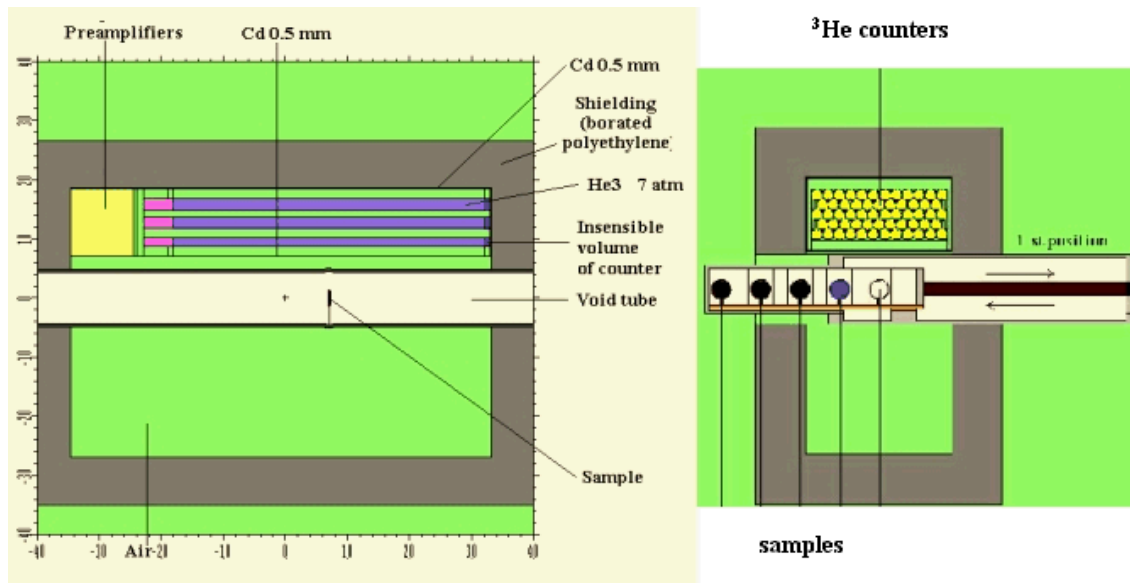 Preamplifiers
Cd 0.5 mm
Cd 0.5 mm
Shielding
(borated
polyethylene)
He3 7 atm
Insensible
volume
of counter
Void tube
Sample
Air
40
30
20
10
0
-10
-20
-30
-40
-40
-30
-20
-10
0
10
20
30
40
³He counters
1 st.position
samples